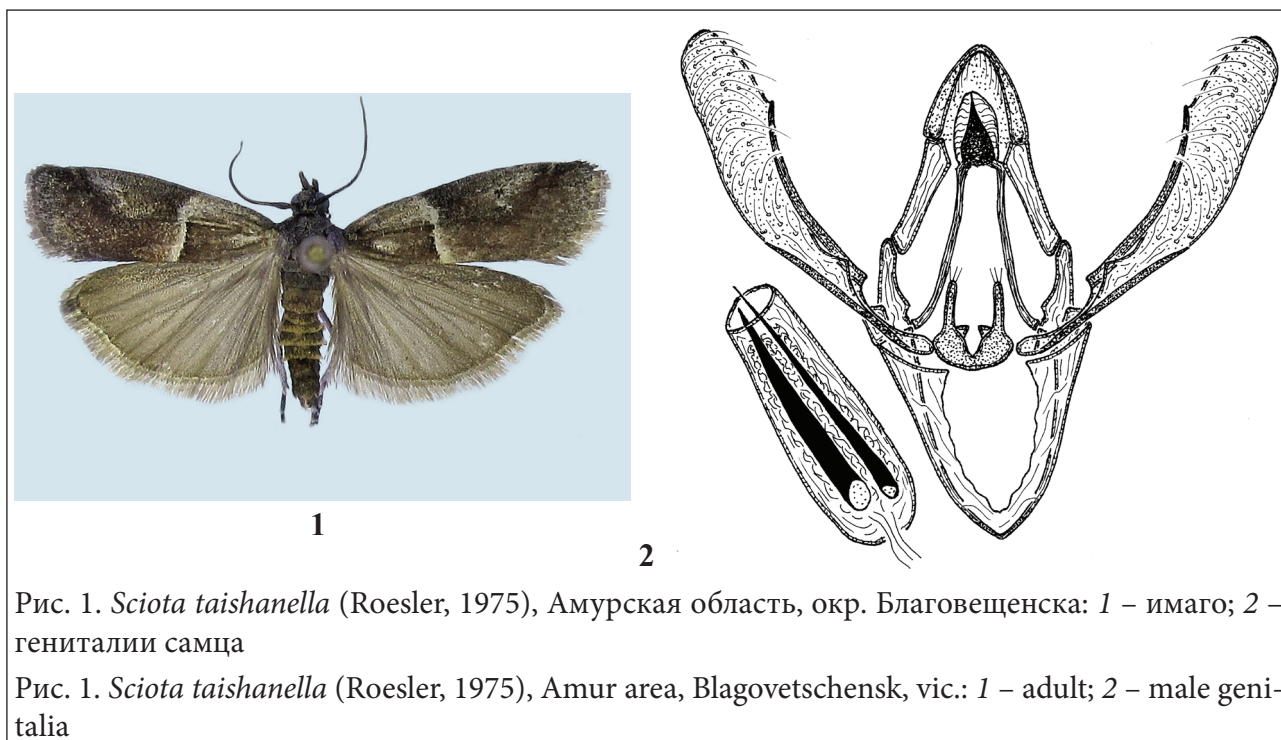 1
2
Рис. 1. Sciota taishanella (Roesler, 1975), Амурская область, окр. Благовещенска: 1 – имаго; 2 –
гениталии самца
Рис. 1. Sciota taishanella (Roesler, 1975), Amur area, Blagovetschensk, vic.: 1 – adult; 2 – male geni-
talia